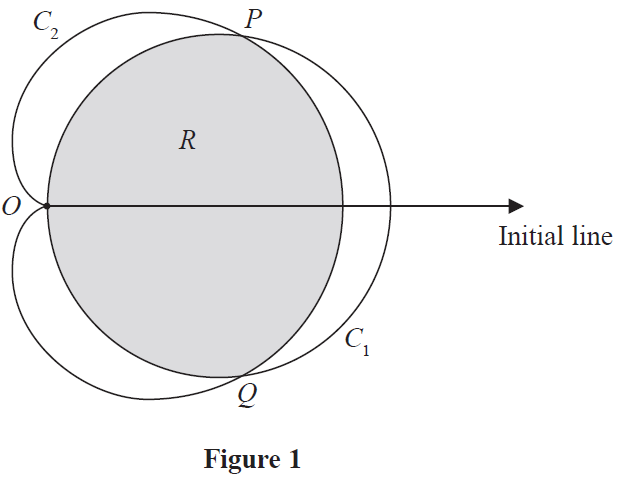 C₂
P
R
O
Initial line
C₁
Q
Figure 1